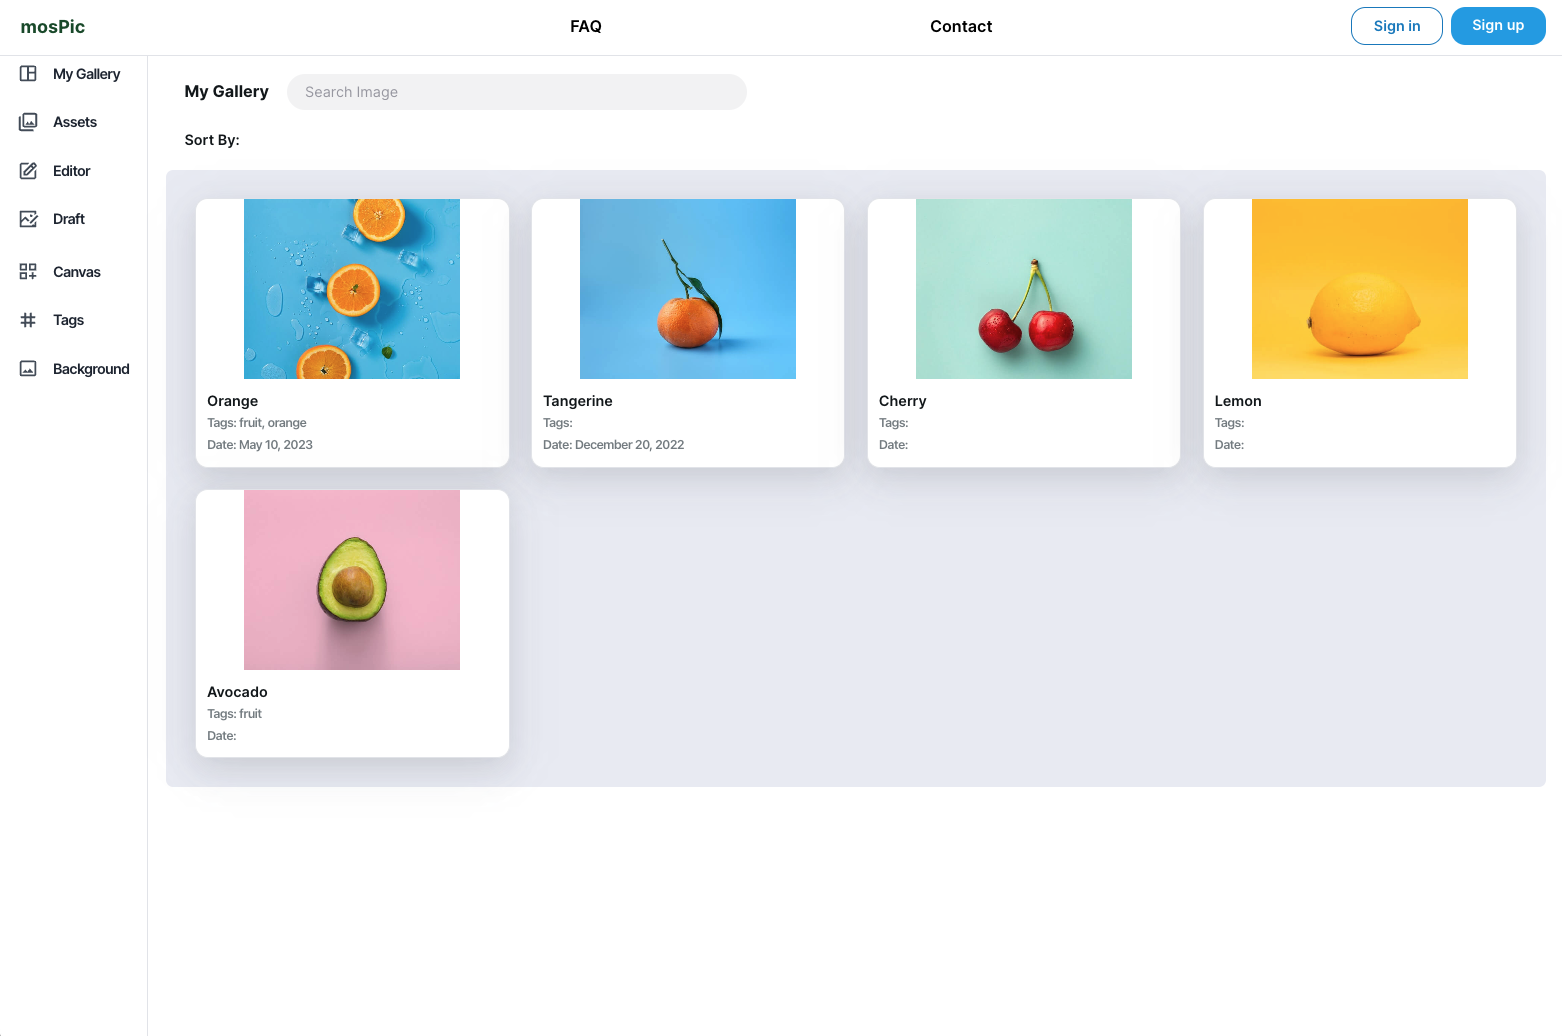 mosPic
FAQ
Contact
Sign in
Sign up
My Gallery
Assets
Editor
Draft
Canvas
Tags
Background
My Gallery
Search Image
Sort By:
Orange
Tags: fruit, orange
Date: May 10, 2023
Tangerine
Tags:
Date: December 20, 2022
Cherry
Tags:
Date:
Lemon
Tags:
Date:
Avocado
Tags: fruit
Date: